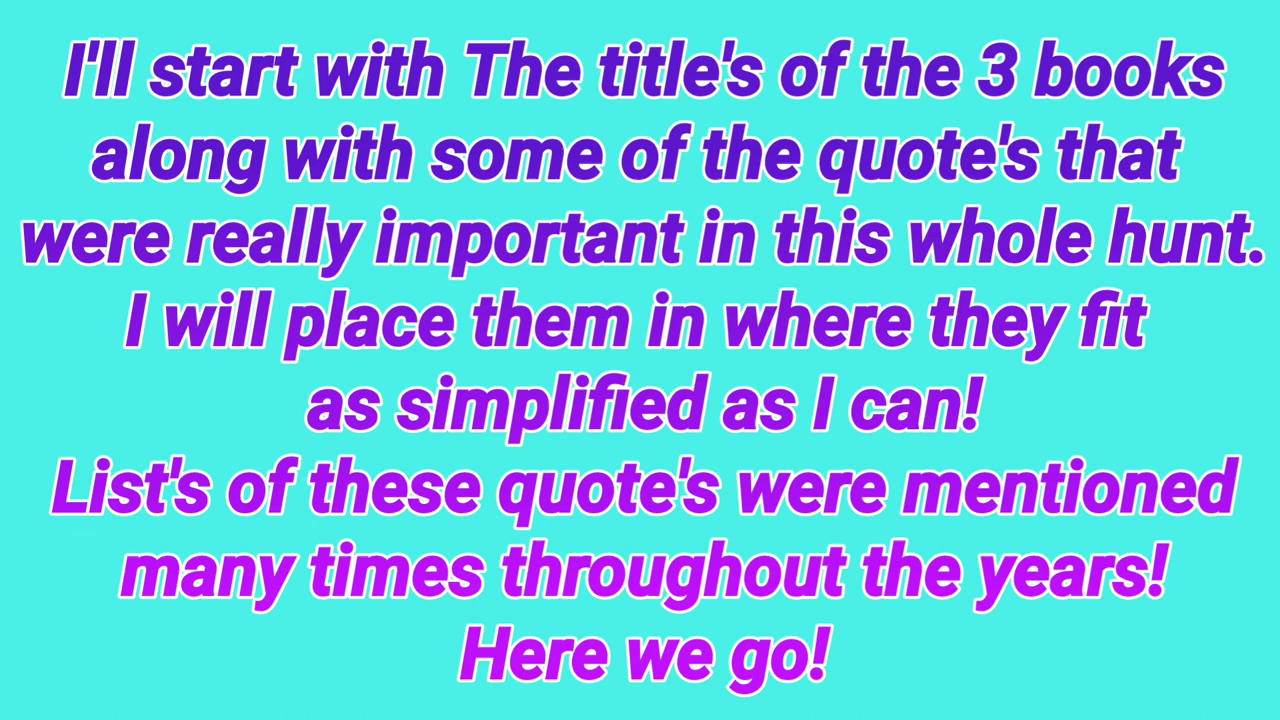 I'll start with The title's of the 3 books
along with some of the quote's that
were really important in this whole hunt.
I will place them in where they fit
as simplified as I can!
List's of these quote's were mentioned
many times throughout the years!
Here we go!